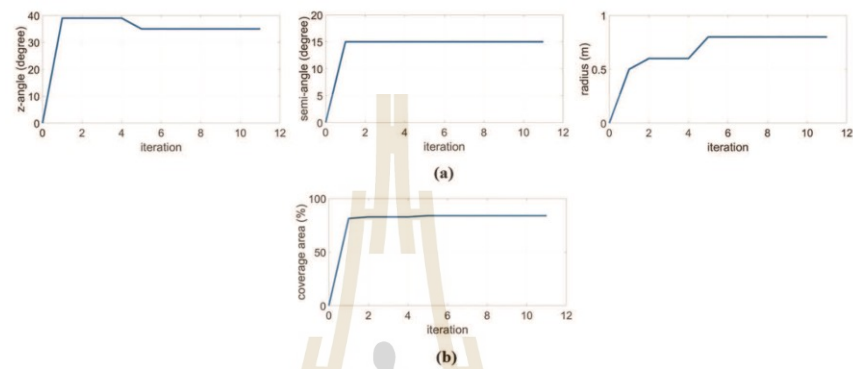 z-angle (degree)
40
30
20
10
0
0 2 4 6 8 10 12
iteration
semi-angle (degree)
20
15
10
5
0
0 2 4 6 8 10 12
iteration
radius (m)
1
0.5
0
0 2 4 6 8 10 12
iteration
(a)
coverage area (%)
100
50
0
0 2 4 6 8 10 12
iteration
(b)